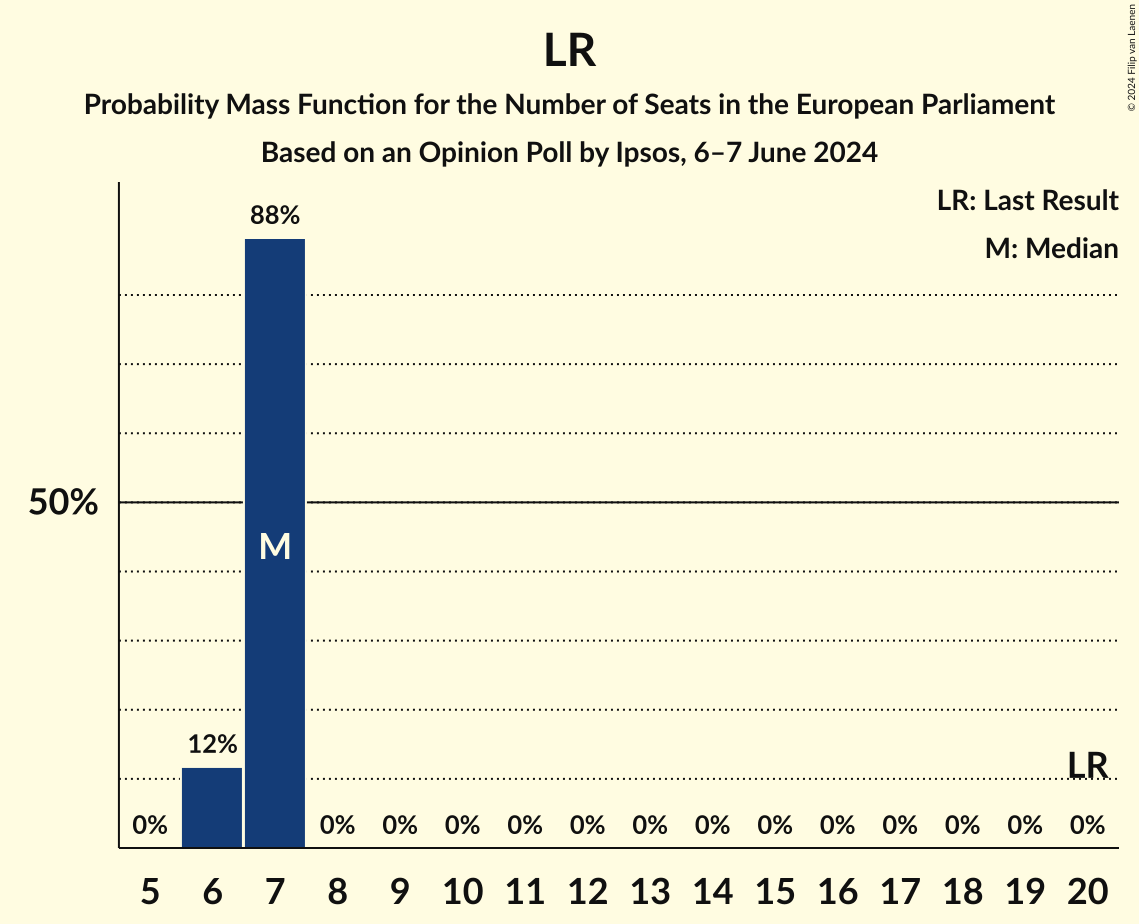 © 2024 Filip van Laenen
LR
Probability Mass Function for the Number of Seats in the European Parliament
Based on an Opinion Poll by Ipsos, 6–7 June 2024
LR: Last Result
M: Median
88%
50%
M
12%
LR
0% 0% 0% 0% 0% 0% 0% 0% 0% 0% 0% 0% 0% 0%
5 6 7 8 9 10 11 12 13 14 15 16 17 18 19 20